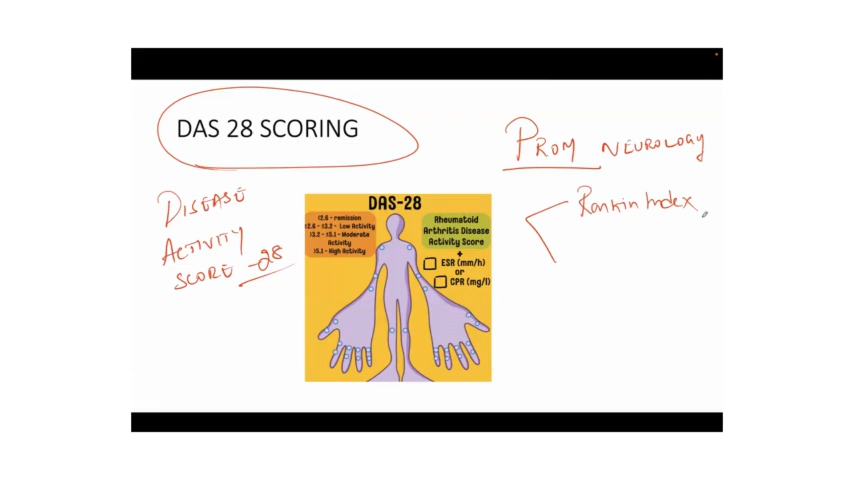 DAS 28 SCORING
PROM NEUROLOGY
DISEASE
ACTIVITY
SCORE -28
Rankin Index
DAS-28
≤2.6 - remission
≥2.6 - ≤3.2 - Low Activity
≥3.2 - ≤5.1 - Moderate
Activity
≥5.1 - High Activity
Rheumatoid
Arthritis Disease
Activity Score
+
ESR (mm/h)
or
CPR (mg/l)